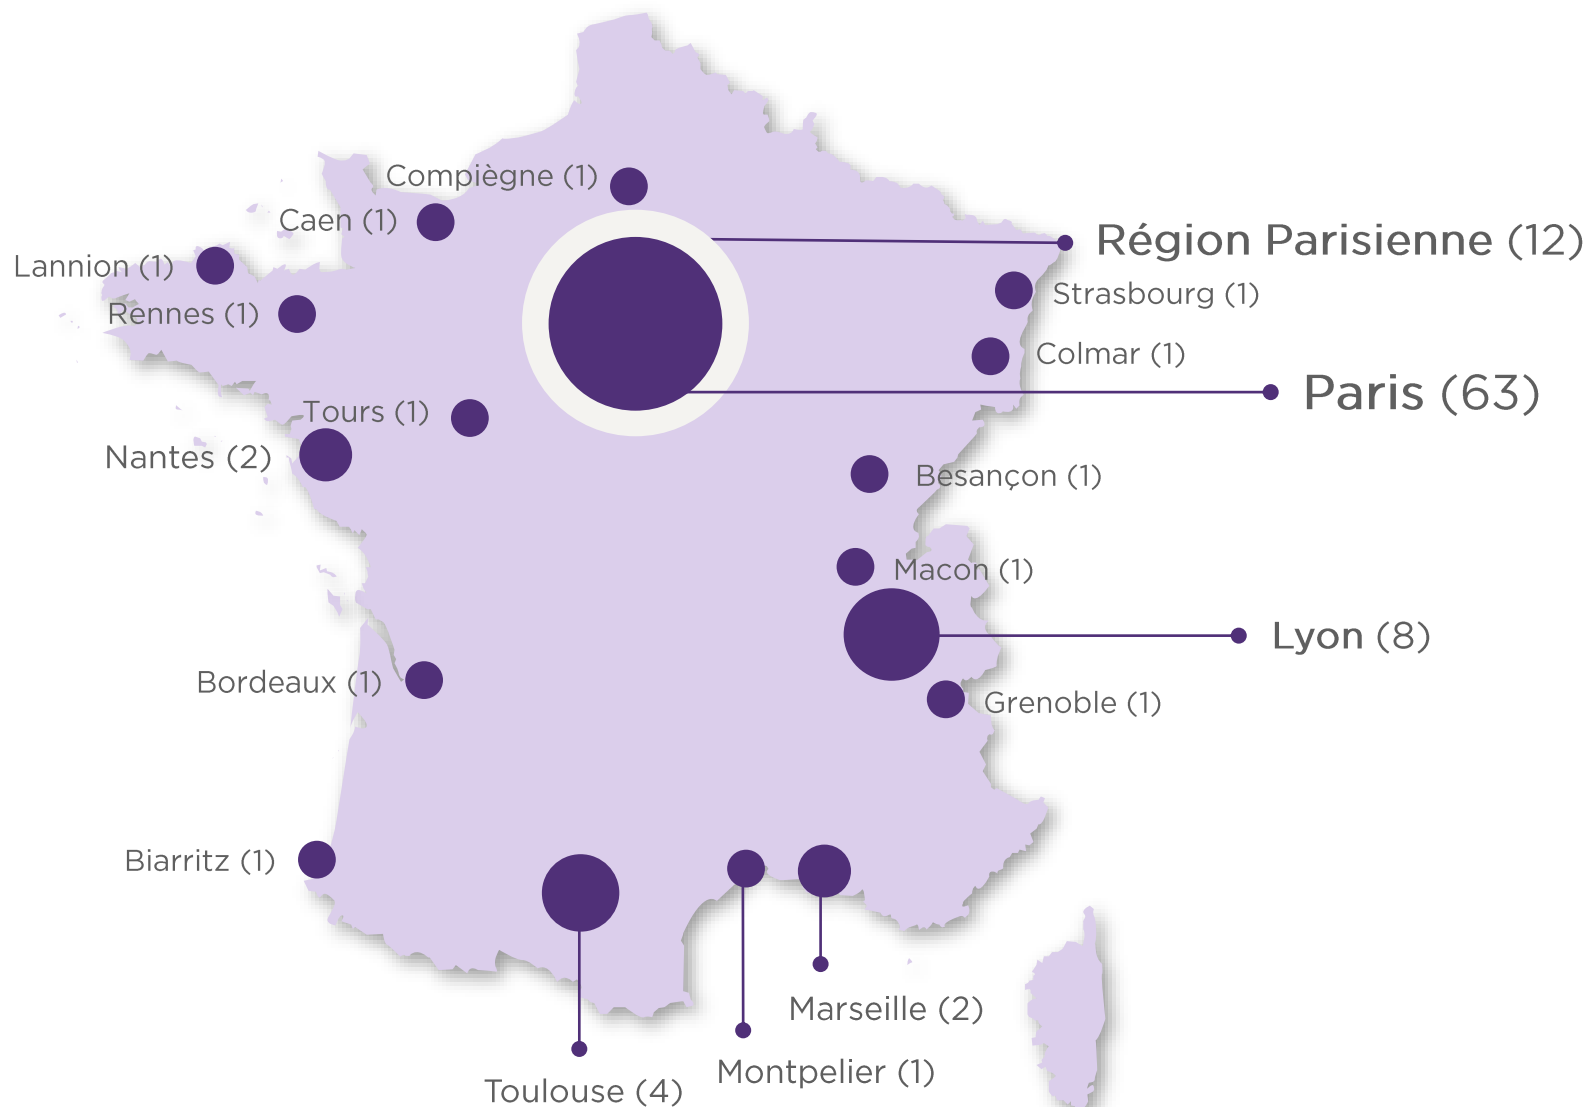 Compiègne (1)
Caen (1)
Région Parisienne (12)
Lannion (1)
Strasbourg (1)
Rennes (1)
Colmar (1)
Paris (63)
Tours (1)
Nantes (2)
Besançon (1)
Macon (1)
Lyon (8)
Bordeaux (1)
Grenoble (1)
Biarritz (1)
Marseille (2)
Montpelier (1)
Toulouse (4)